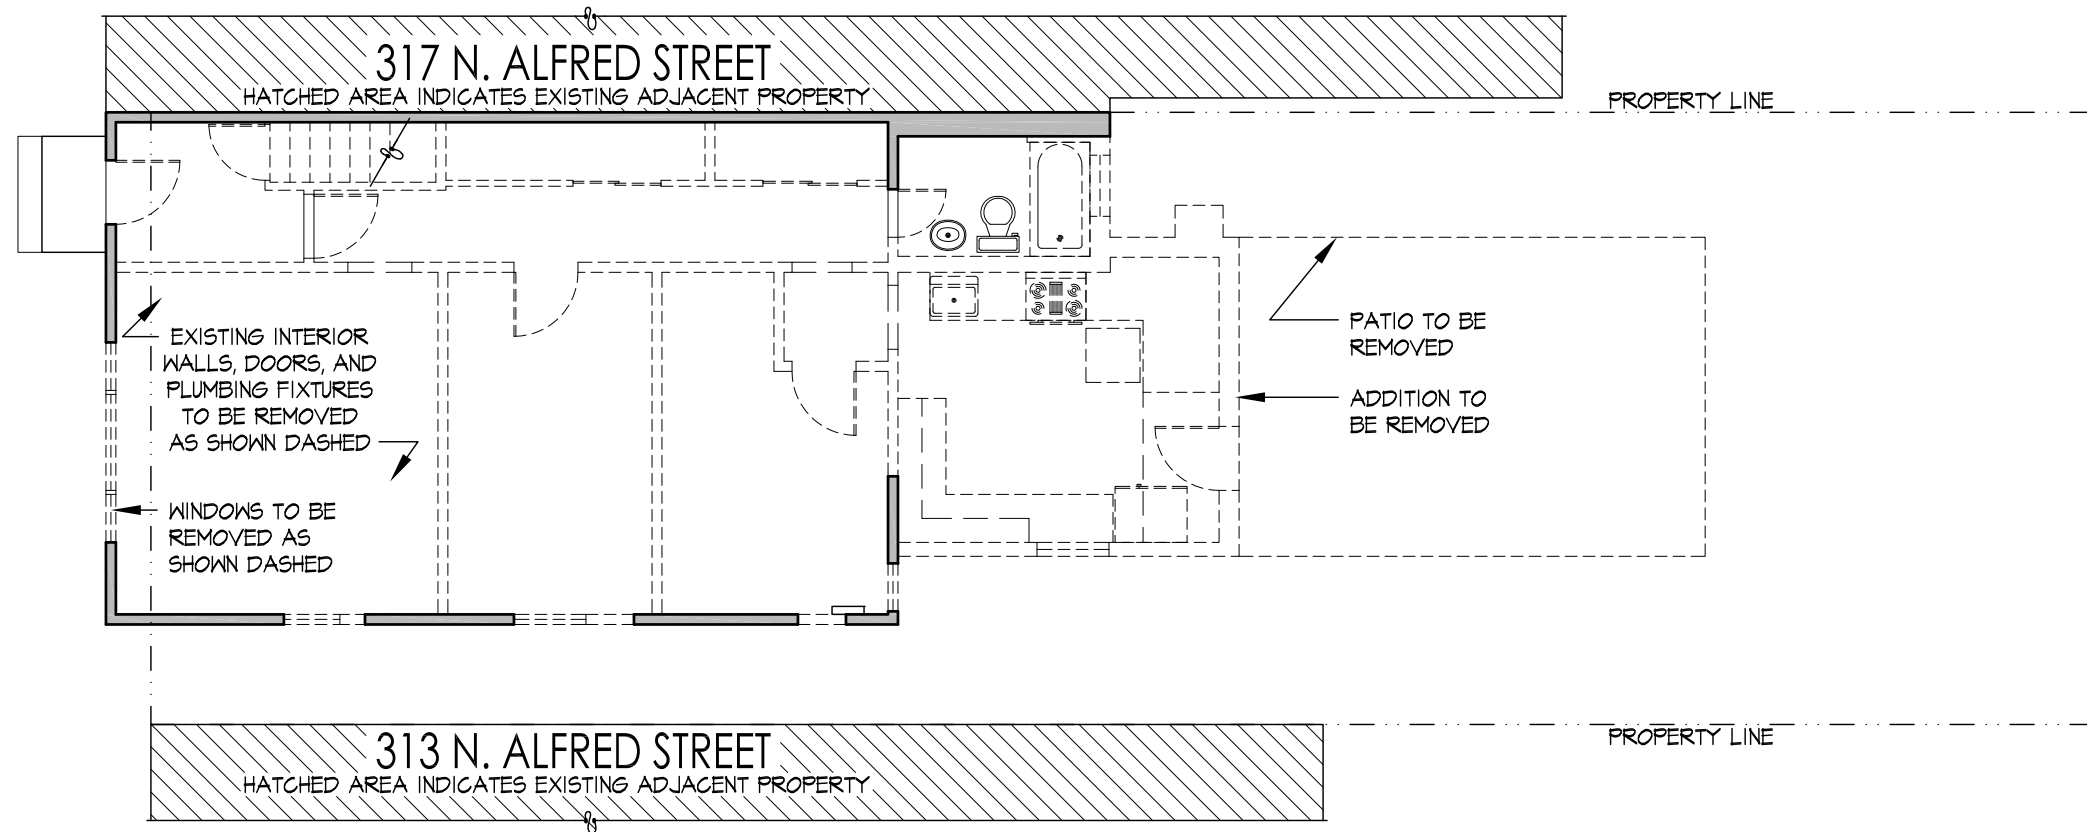 317 N. ALFRED STREET
HATCHED AREA INDICATES EXISTING ADJACENT PROPERTY
PROPERTY LINE
EXISTING INTERIOR
WALLS, DOORS, AND
PLUMBING FIXTURES
TO BE REMOVED
AS SHOWN DASHED
WINDOWS TO BE
REMOVED AS
SHOWN DASHED
PATIO TO BE
REMOVED
ADDITION TO
BE REMOVED
313 N. ALFRED STREET
HATCHED AREA INDICATES EXISTING ADJACENT PROPERTY
PROPERTY LINE